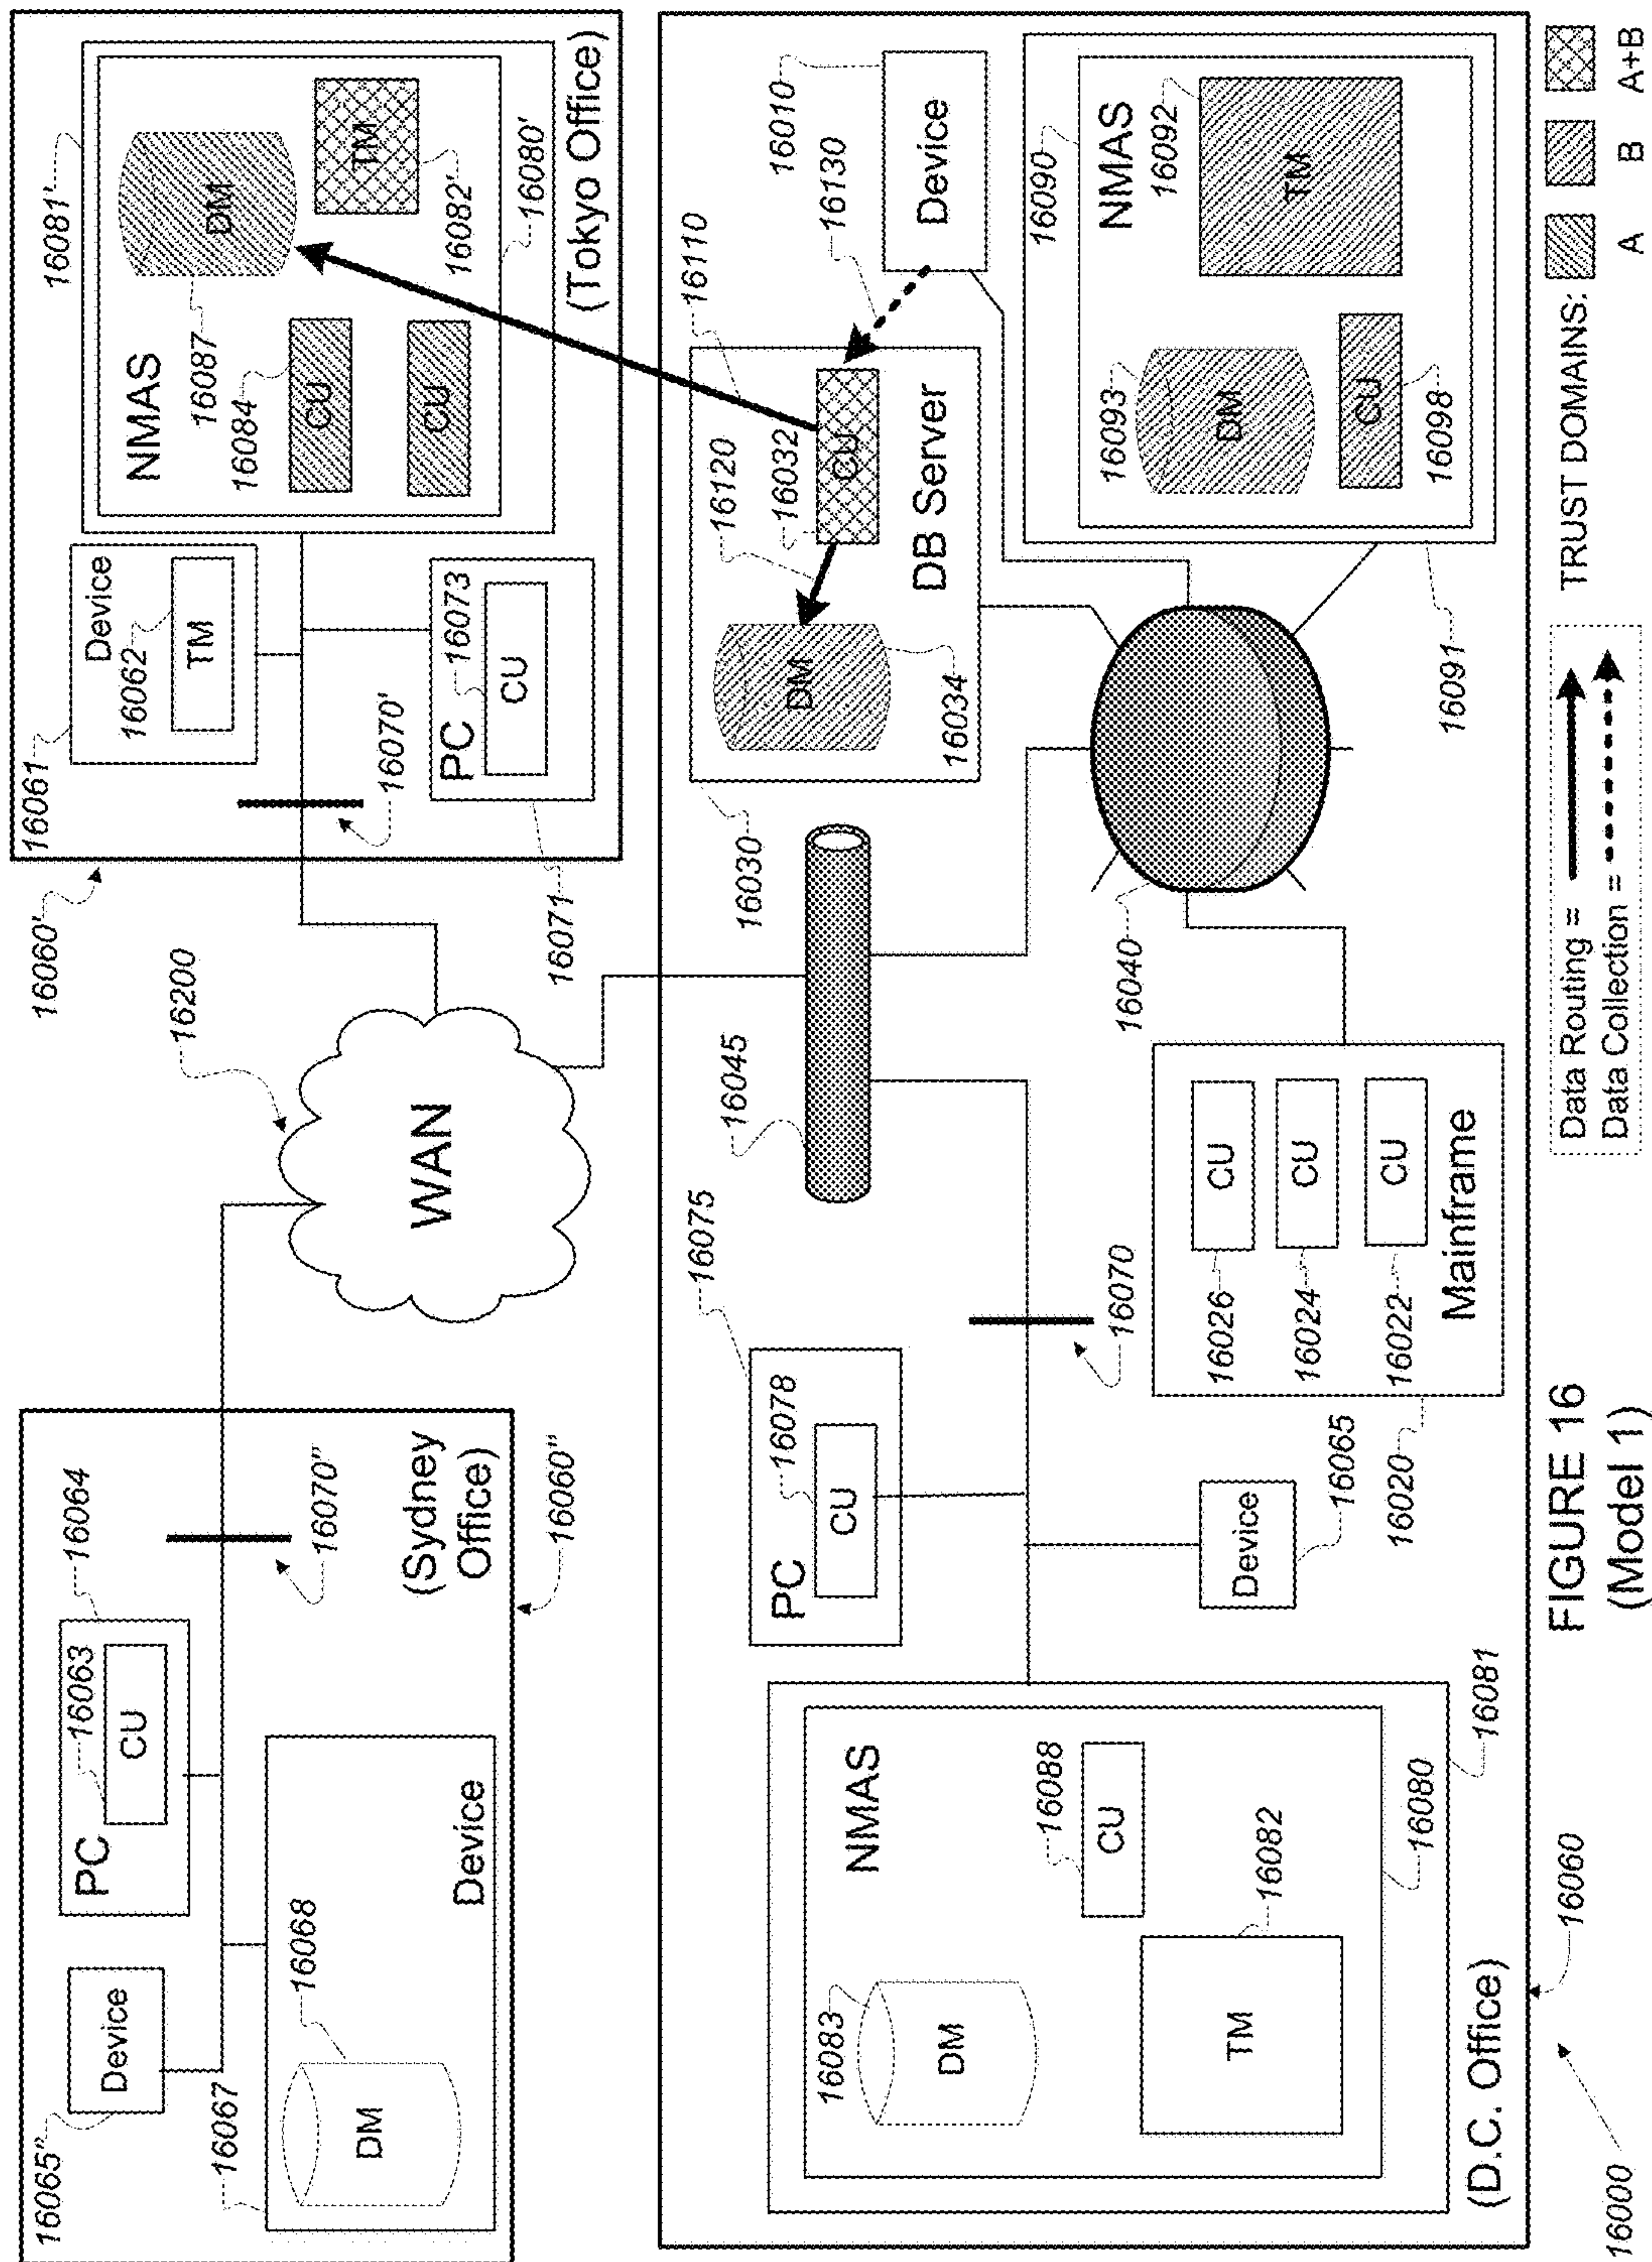 16065"
Device
16064
16063
PC
CU
16067
16068
DM
Device
16070"
(Sydney
Office)
16060"
16200
WAN
16060'
16061
Device
16062
TM
16070'
PC
16073
CU
16071
16081'
NMAS
16087
DM
16084
CU
CU
TM
16082'
16080'
(Tokyo Office)
NMAS
16083
DM
16088
CU
16082
TM
16080
16081
(D.C. Office)
16060
16000
16075
PC
16078
CU
16070
Device
16065
16045
16026
CU
16024
CU
16022
CU
Mainframe
16020
16040
16030
DM
16034
16120
16032
CU
DB Server
16110
16130
16010
Device
16090
NMAS
16093
DM
16092
TM
CU
16098
16091
FIGURE 16
(Model 1)
Data Routing =
Data Collection =
TRUST DOMAINS:
A
B
A+B